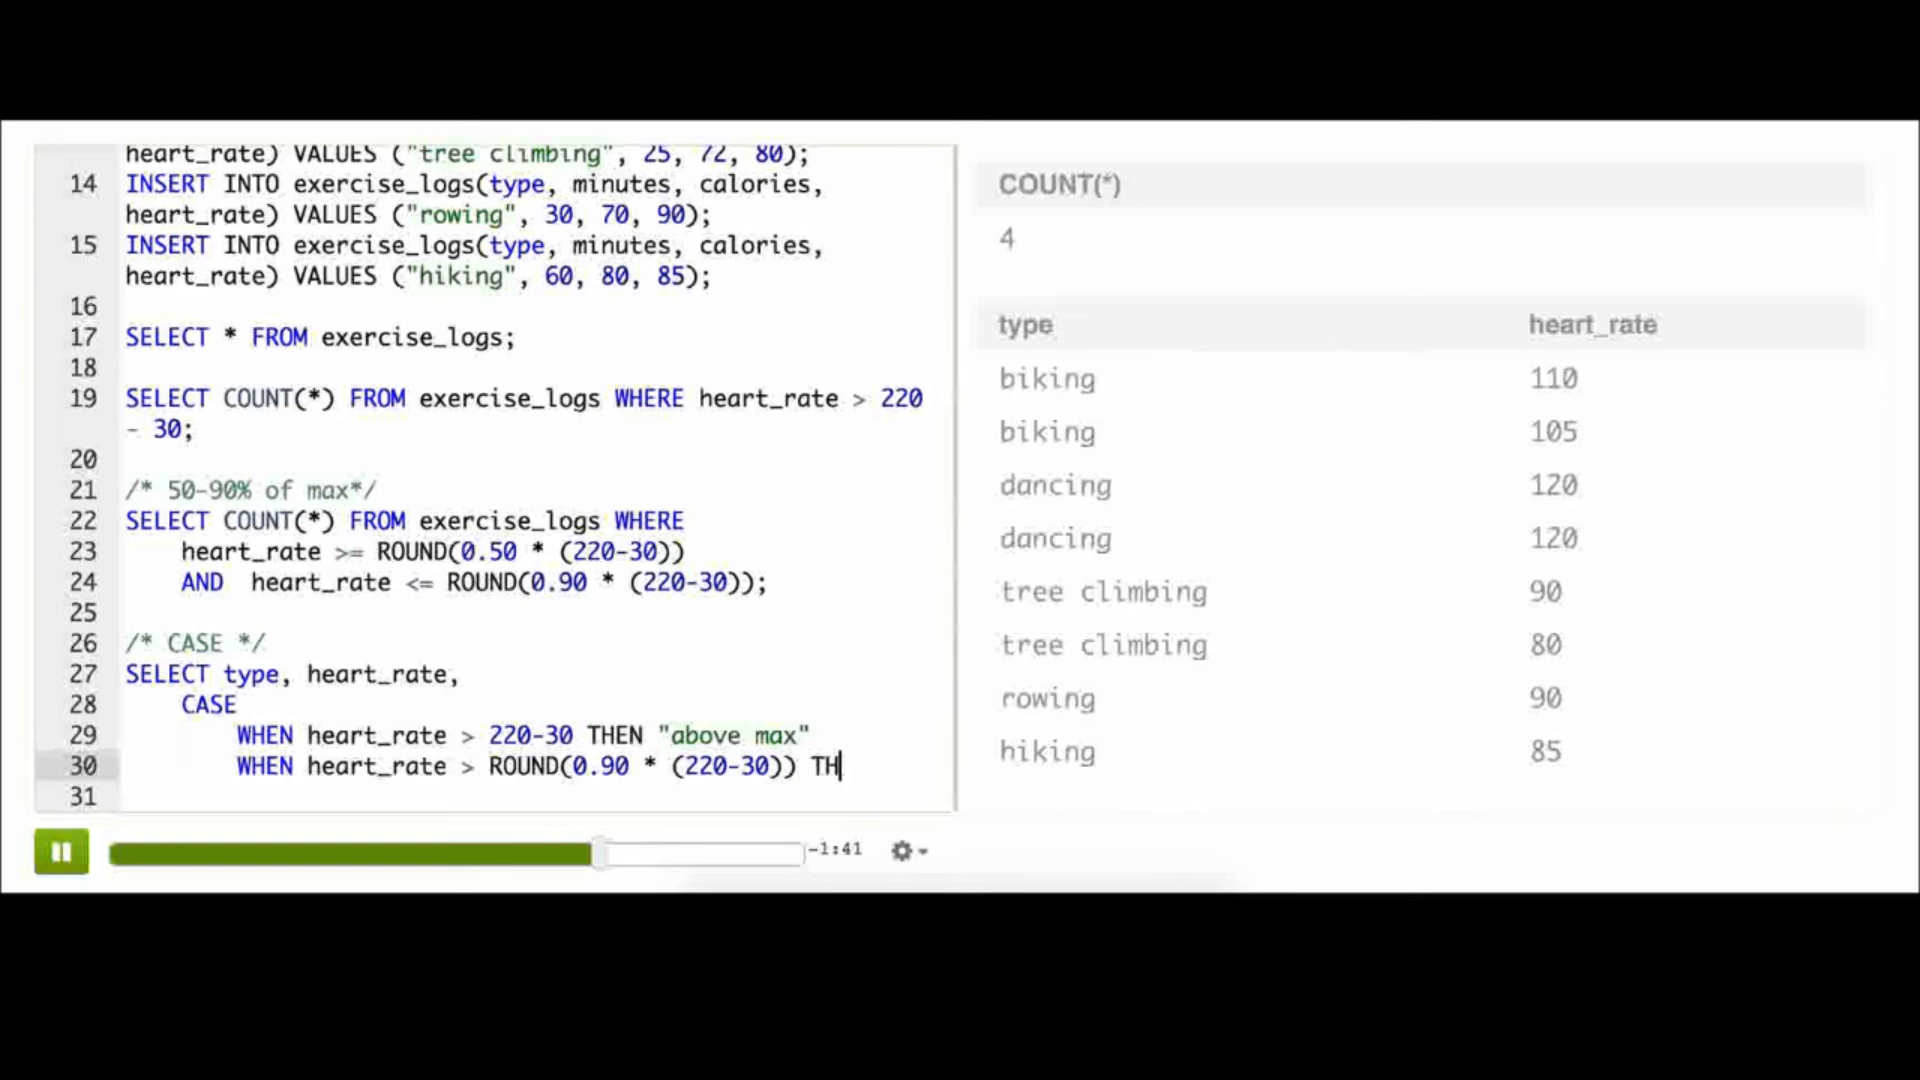 heart_rate) VALUES ("tree climbing", 25, 72, 80);
14 INSERT INTO exercise_logs(type, minutes, calories,
heart_rate) VALUES ("rowing", 30, 70, 90);
15 INSERT INTO exercise_logs(type, minutes, calories,
heart_rate) VALUES ("hiking", 60, 80, 85);
16
17 SELECT * FROM exercise_logs;
18
19 SELECT COUNT(*) FROM exercise_logs WHERE heart_rate > 220
- 30;
20
21 /* 50-90% of max*/
22 SELECT COUNT(*) FROM exercise_logs WHERE
23 heart_rate >= ROUND(0.50 * (220-30))
24 AND  heart_rate <= ROUND(0.90 * (220-30));
25
26 /* CASE */
27 SELECT type, heart_rate,
28 CASE
29 WHEN heart_rate > 220-30 THEN "above max"
30 WHEN heart_rate > ROUND(0.90 * (220-30)) TH
31
-1:41
COUNT(*)
4
type heart_rate
biking 110
biking 105
dancing 120
dancing 120
tree climbing 90
tree climbing 80
rowing 90
hiking 85